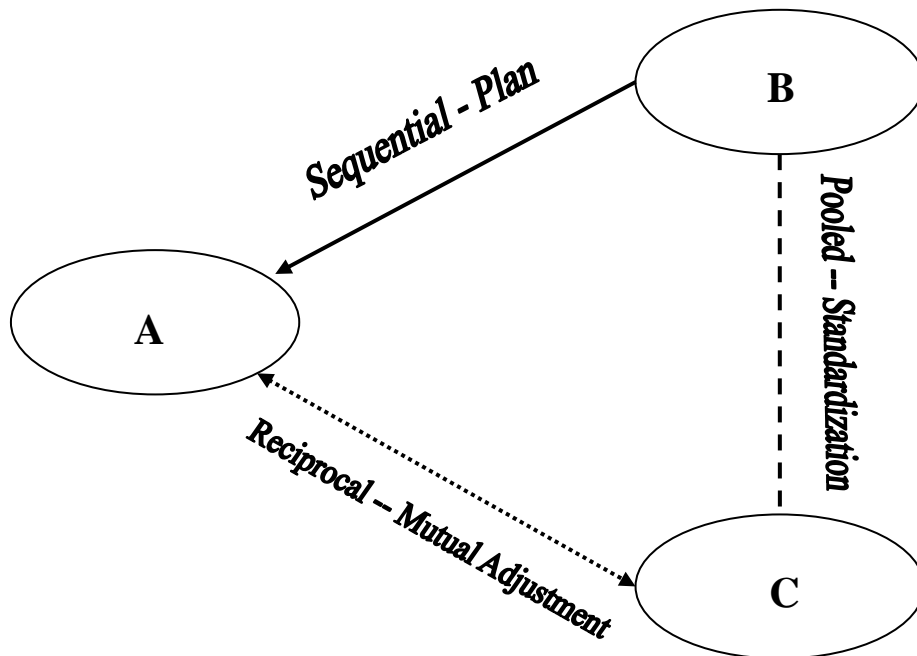 B
Sequential - Plan
Pooled -- Standardization
A
Reciprocal -- Mutual Adjustment
C